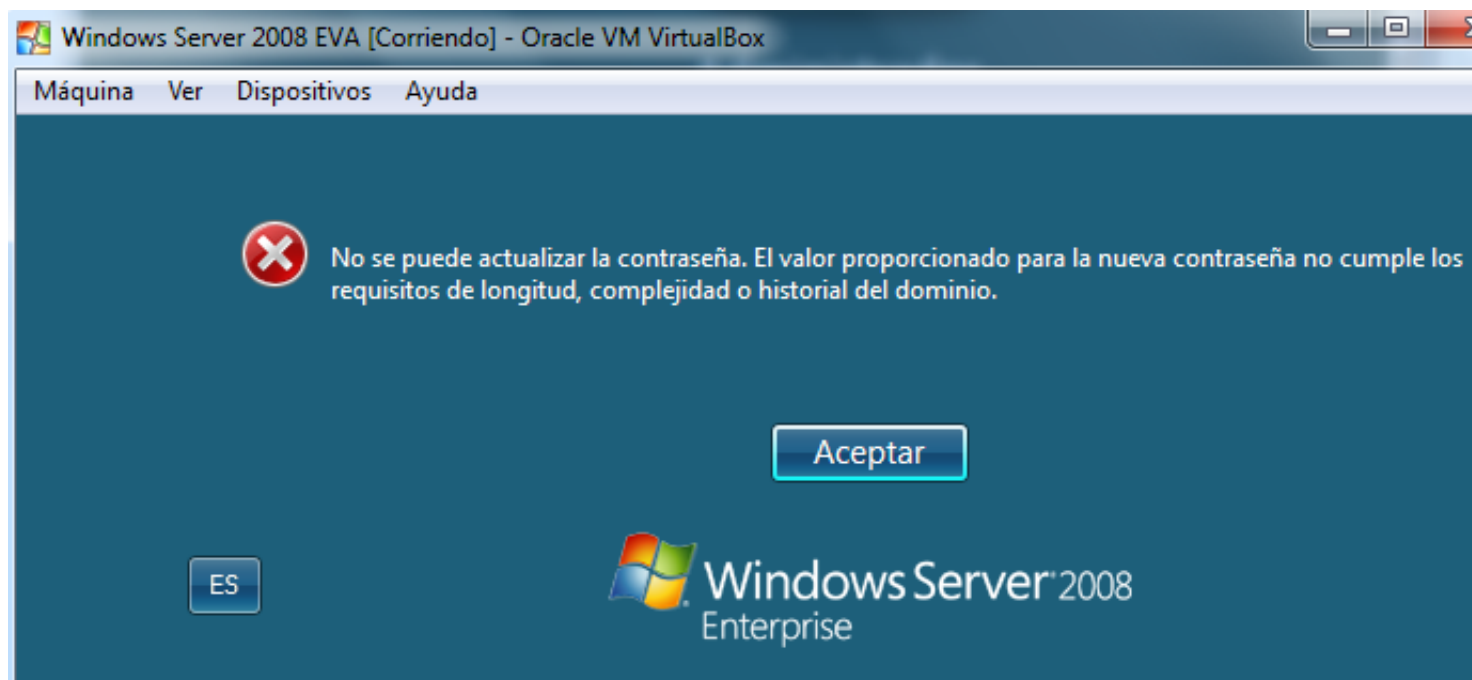 Windows Server 2008 EVA [Corriendo] - Oracle VM VirtualBox
Máquina Ver Dispositivos Ayuda
No se puede actualizar la contraseña. El valor proporcionado para la nueva contraseña no cumple los
requisitos de longitud, complejidad o historial del dominio.
Aceptar
ES
Windows Server 2008
Enterprise